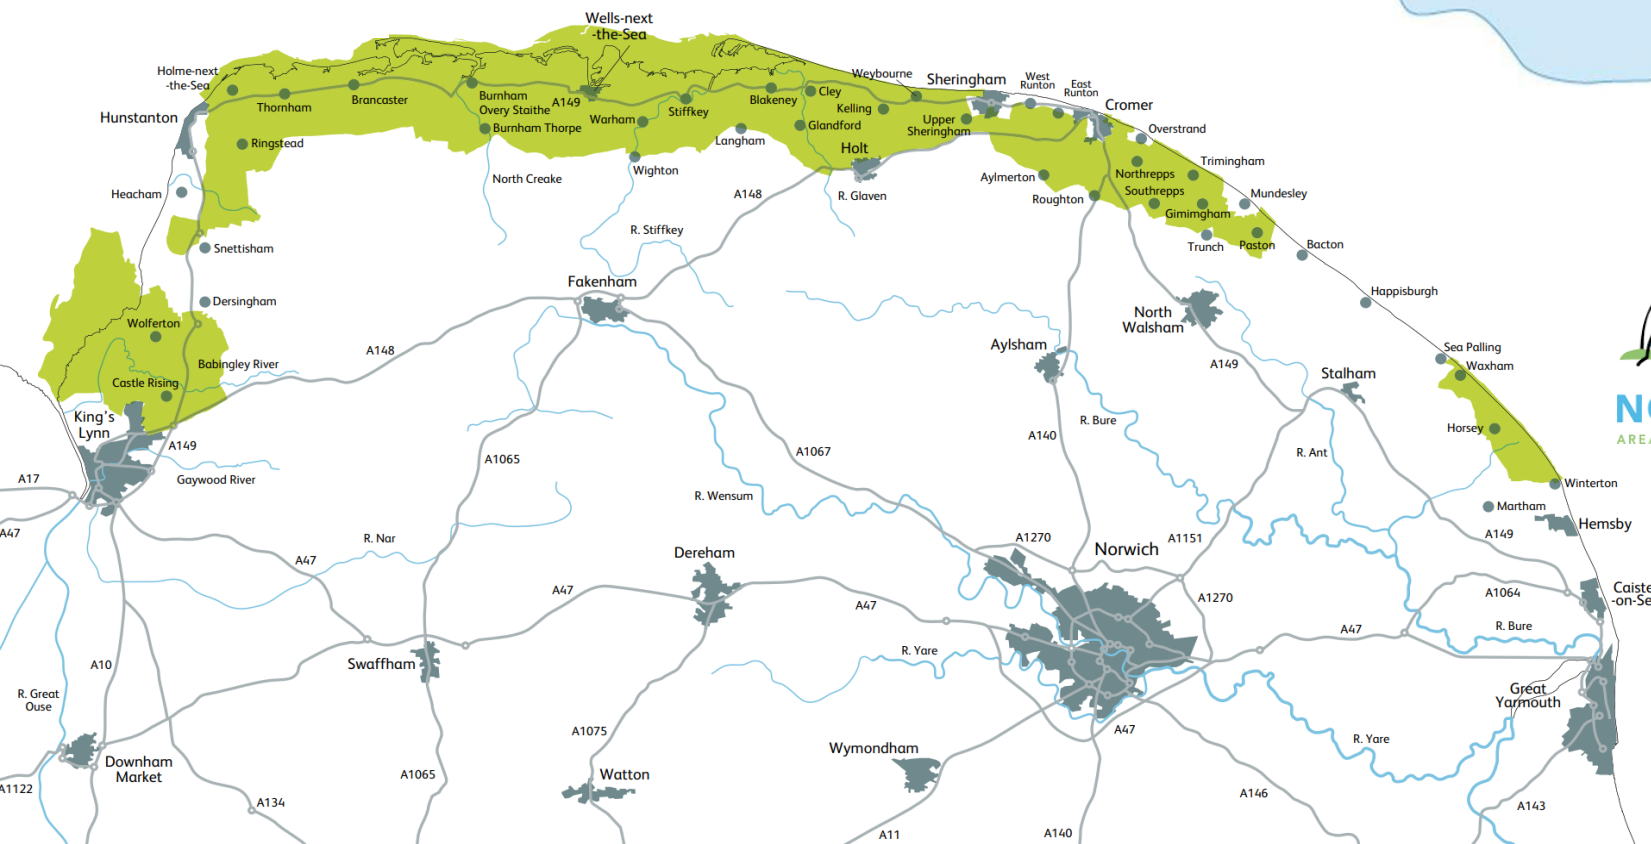 Wells-next
-the-Sea
Holme-next
-the-Sea
Hunstanton
Thornham
Brancaster
Burnham
Overy Staithe
A149
Burnham Thorpe
Warham
Stiffkey
Blakeney
Cley
Weybourne
Kelling
Glandford
Sheringham
West
Runton
East
Runton
Cromer
Upper
Sheringham
Overstrand
Ringstead
Langham
Holt
Wighton
North Creake
Heacham
A148
R. Glaven
Aylmerton
Northrepps
Trimingham
Southrepps
Roughton
Mundesley
Gimimgham
R. Stiffkey
Snettisham
Trunch
Paston
Bacton
Fakenham
Dersingham
Happisburgh
Wolferton
North
Walsham
Aylsham
A148
Babingley River
Castle Rising
A149
Sea Palling
Waxham
Stalham
King's
Lynn
A149
Horsey
N
AREA
R. Bure
A140
A1067
A1065
R. Ant
A17
Gaywood River
R. Wensum
Winterton
Martham
Hemsby
A47
R. Nar
A47
Dereham
A1270
Norwich
A1151
A149
A47
A47
A1270
A1064
Caiste
-on-Se
A47
R. Bure
A10
Swaffham
R. Yare
R. Great
Ouse
Great
Yarmouth
A1075
A47
R. Yare
Wymondham
Downham
Market
A1065
Watton
A1122
A134
A146
A143
A11
A140